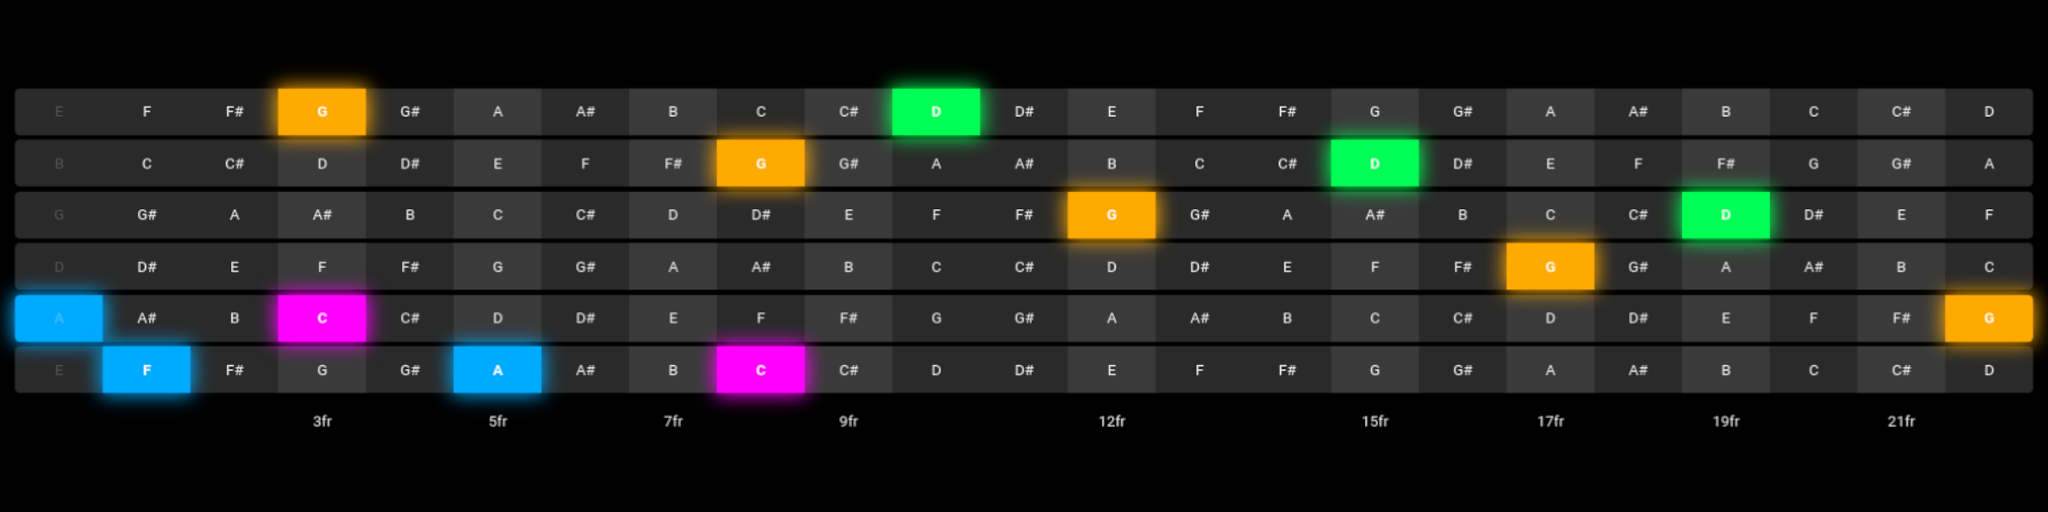 E F F# G G# A A# B C C# D D# E F F# G G# A A# B C C# D
B C C# D D# E F F# G G# A A# B C C# D D# E F F# G G# A
G G# A A# B C C# D D# E F F# G G# A A# B C C# D D# E F
D D# E F F# G G# A A# B C C# D D# E F F# G G# A A# B C
A A# B C C# D D# E F F# G G# A A# B C C# D D# E F F# G
E F F# G G# A A# B C C# D D# E F F# G G# A A# B C C# D
3fr 5fr 7fr 9fr 12fr 15fr 17fr 19fr 21fr